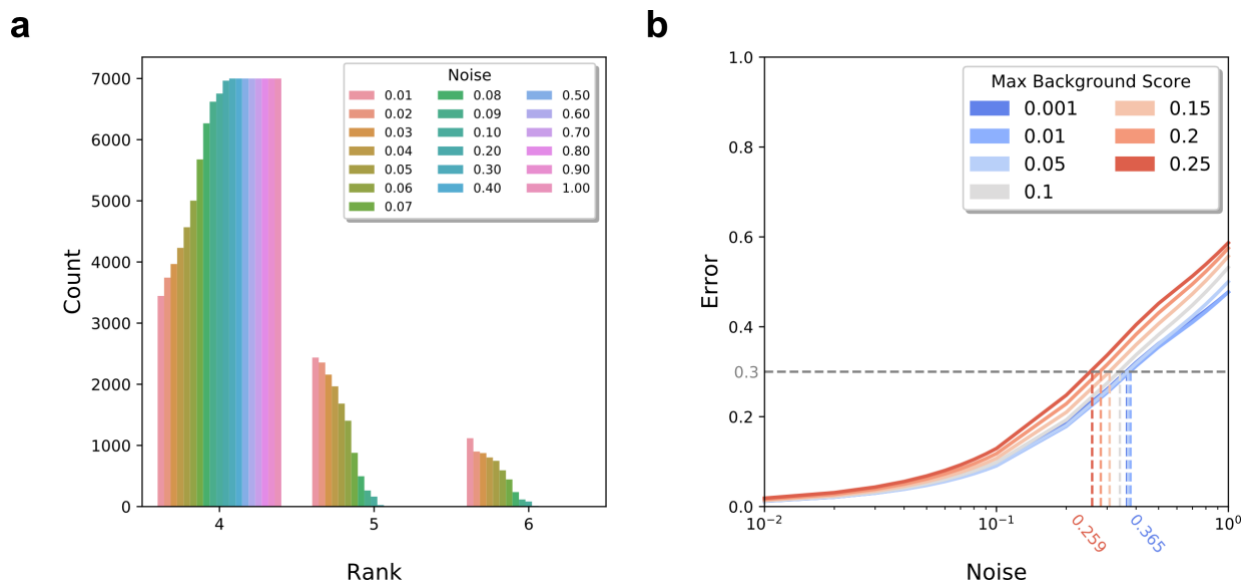 a
7000
6000
5000
4000
3000
2000
1000
0
Count
4 5 6
Rank
Noise
0.01 0.08 0.50
0.02 0.09 0.60
0.03 0.10 0.70
0.04 0.20 0.80
0.05 0.30 0.90
0.06 0.40 1.00
0.07
b
1.0
0.8
0.6
0.4
0.3
0.2
0.0
Error
10⁻² 10⁻¹ 10⁰
0.259 0.365
Noise
Max Background Score
0.001 0.15
0.01 0.2
0.05 0.25
0.1